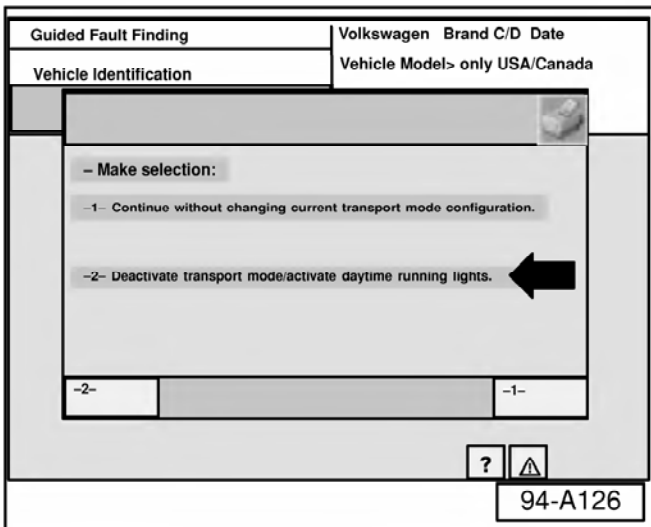 Guided Fault Finding
Volkswagen Brand C/D Date
Vehicle Identification
Vehicle Model> only USA/Canada
– Make selection:
–1– Continue without changing current transport mode configuration.
–2– Deactivate transport mode/activate daytime running lights.
–2–
–1–
?
94-A126